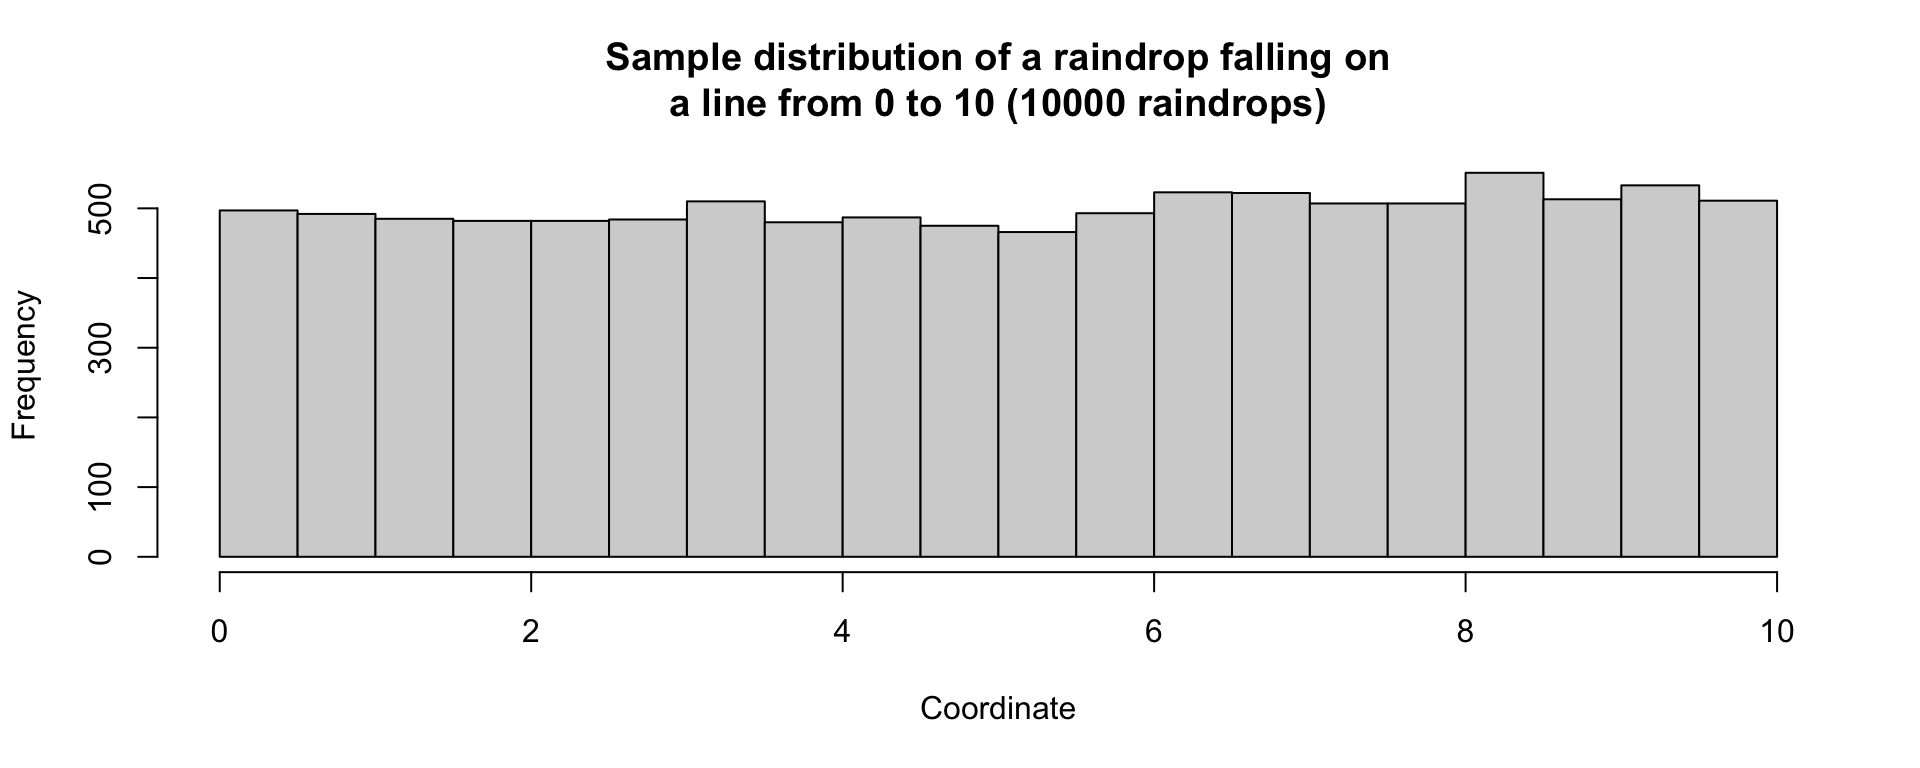 Sample distribution of a raindrop falling on
a line from 0 to 10 (10000 raindrops)
Frequency
500
300
100
0
0 2 4 6 8 10
Coordinate